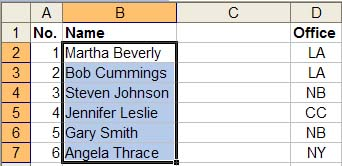 A B C D
1 No. Name Office
2 1 Martha Beverly LA
3 2 Bob Cummings LA
4 3 Steven Johnson NB
5 4 Jennifer Leslie CC
6 5 Gary Smith NB
7 6 Angela Thrace NY